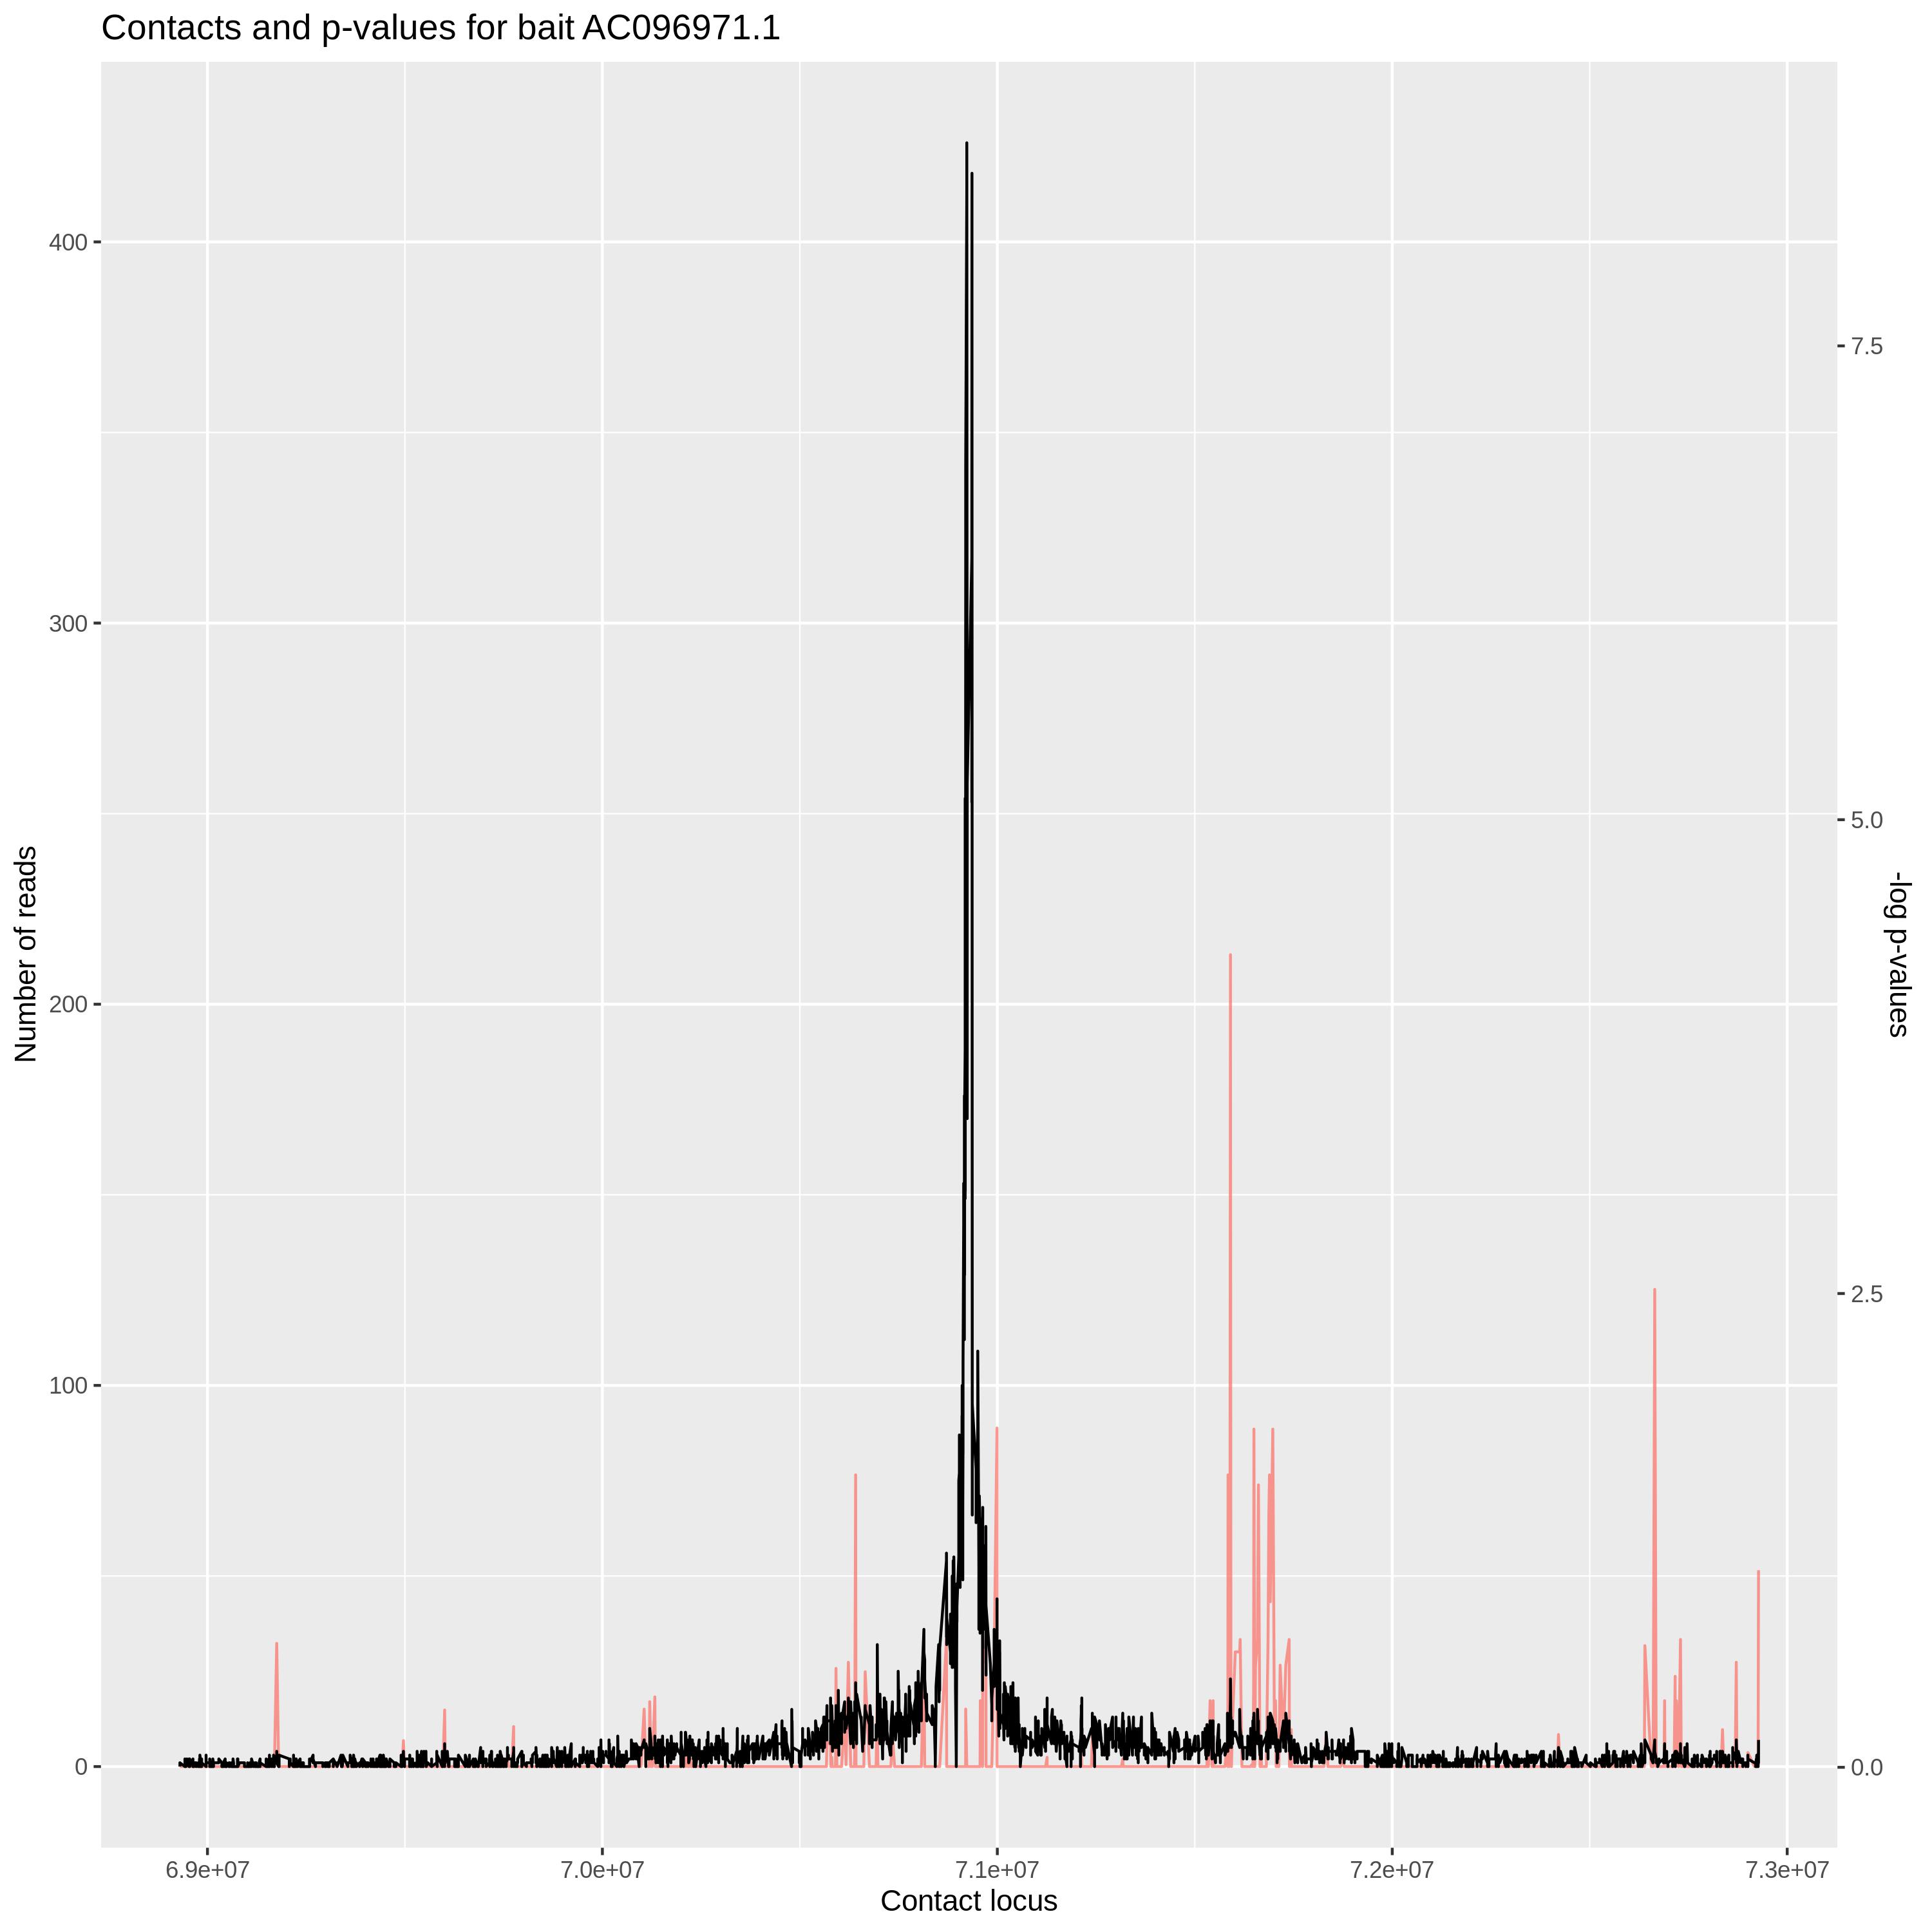 Contacts and p-values for bait AC096971.1
Number of reads
400
300
200
100
0
7.5
5.0
2.5
0.0
-log p-values
6.9e+07 7.0e+07 7.1e+07 7.2e+07 7.3e+07
Contact locus